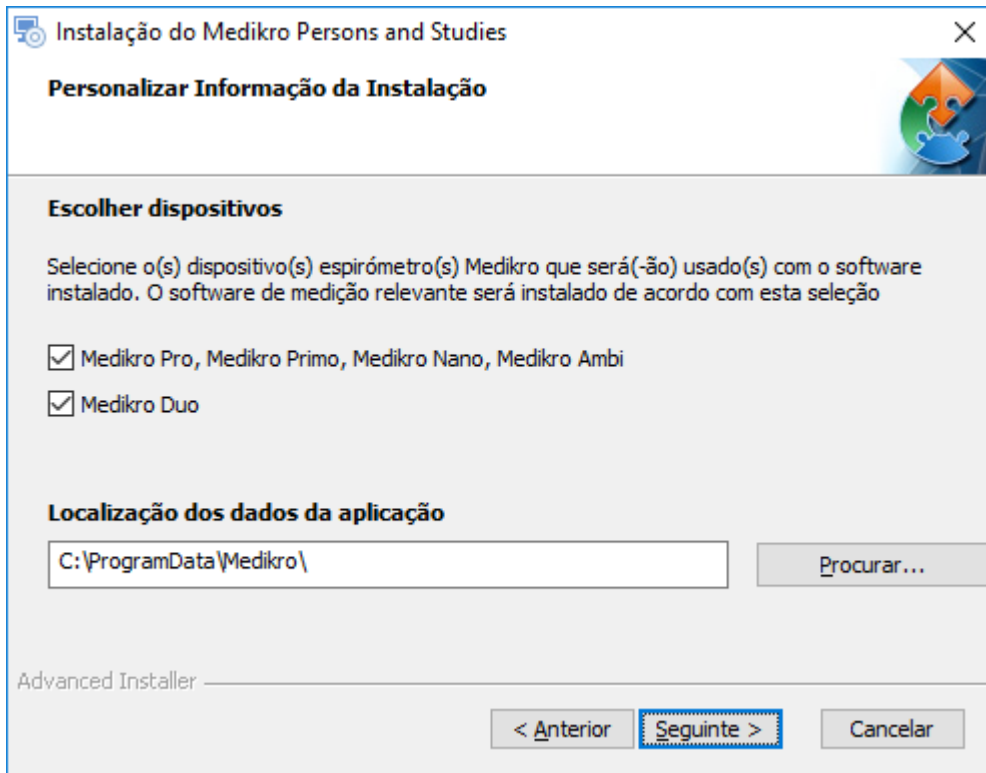 Instalação do Medikro Persons and Studies
Personalizar Informação da Instalação
Escolher dispositivos
Selecione o(s) dispositivo(s) espirómetro(s) Medikro que será(-ão) usado(s) com o software
instalado. O software de medição relevante será instalado de acordo com esta seleção
Medikro Pro, Medikro Primo, Medikro Nano, Medikro Ambi
Medikro Duo
Localização dos dados da aplicação
C:\ProgramData\Medikro\
Procurar...
Advanced Installer
< Anterior
Seguinte >
Cancelar